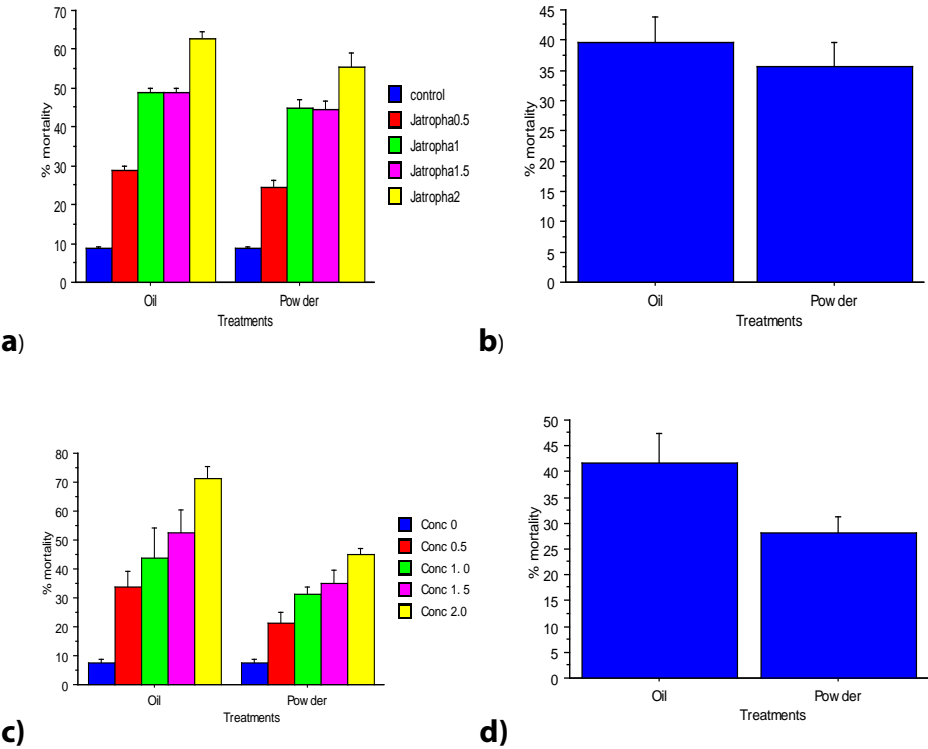 70
60
50
40
30
20
10
0
% mortality
Oil
Pow der
Treatments
control
Jatropha0.5
Jatropha1
Jatropha1.5
Jatropha2
a)
45
40
35
30
25
20
15
10
5
0
% mortality
Oil
Pow der
Treatments
b)
80
70
60
50
40
30
20
10
0
% mortality
Oil
Pow der
Treatments
Conc 0
Conc 0.5
Conc 1. 0
Conc 1. 5
Conc 2.0
c)
50
45
40
35
30
25
20
15
10
5
0
% mortality
Oil
Pow der
Treatments
d)